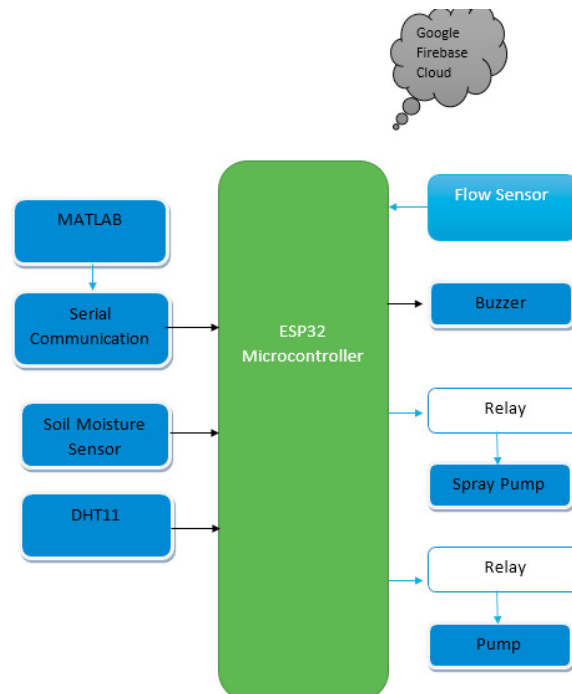 Google
Firebase
Cloud
Flow Sensor
MATLAB
Buzzer
Serial
Communication
ESP32
Microcontroller
Relay
Soil Moisture
Sensor
Spray Pump
DHT11
Relay
Pump